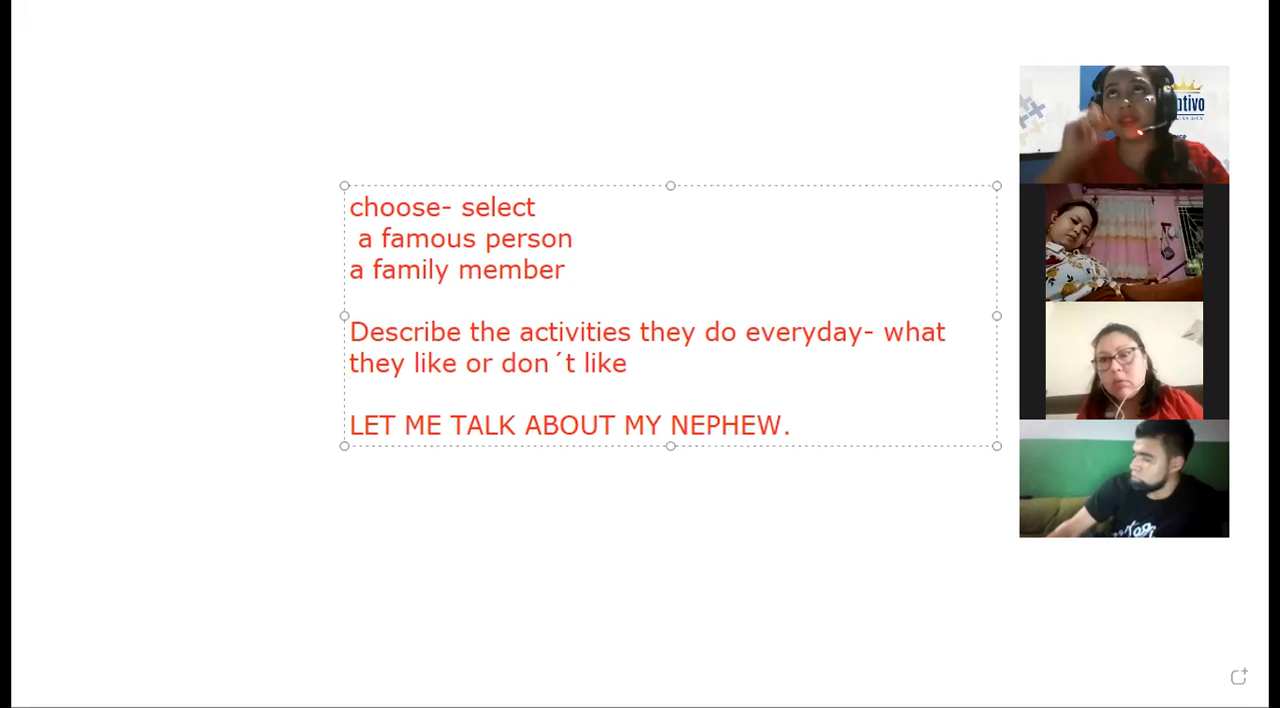 choose- select
a famous person
a family member
Describe the activities they do everyday- what
they like or don´t like
LET ME TALK ABOUT MY NEPHEW.